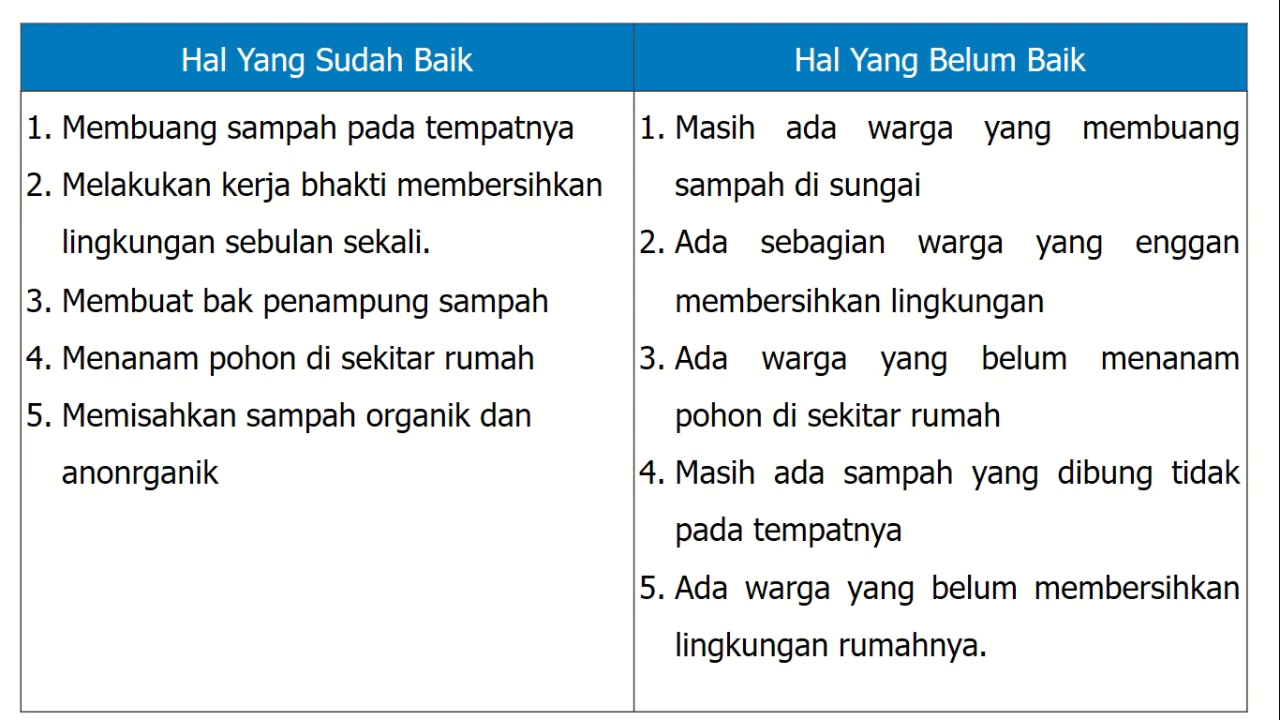 Hal Yang Sudah Baik
Hal Yang Belum Baik
1. Membuang sampah pada tempatnya
2. Melakukan kerja bhakti membersihkan
lingkungan sebulan sekali.
3. Membuat bak penampung sampah
4. Menanam pohon di sekitar rumah
5. Memisahkan sampah organik dan
anonrganik
1. Masih ada warga yang membuang
sampah di sungai
2. Ada sebagian warga yang enggan
membersihkan lingkungan
3. Ada warga yang belum menanam
pohon di sekitar rumah
4. Masih ada sampah yang dibung tidak
pada tempatnya
5. Ada warga yang belum membersihkan
lingkungan rumahnya.